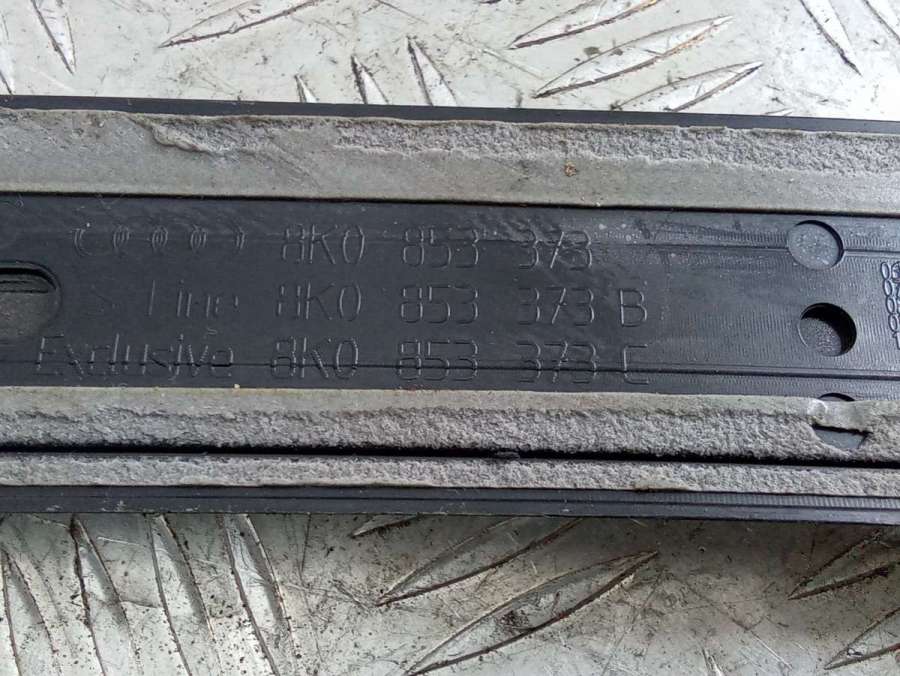 8K0 853 373
S Line 8K0 853 373 B
Exclusive 8K0 853 373 C